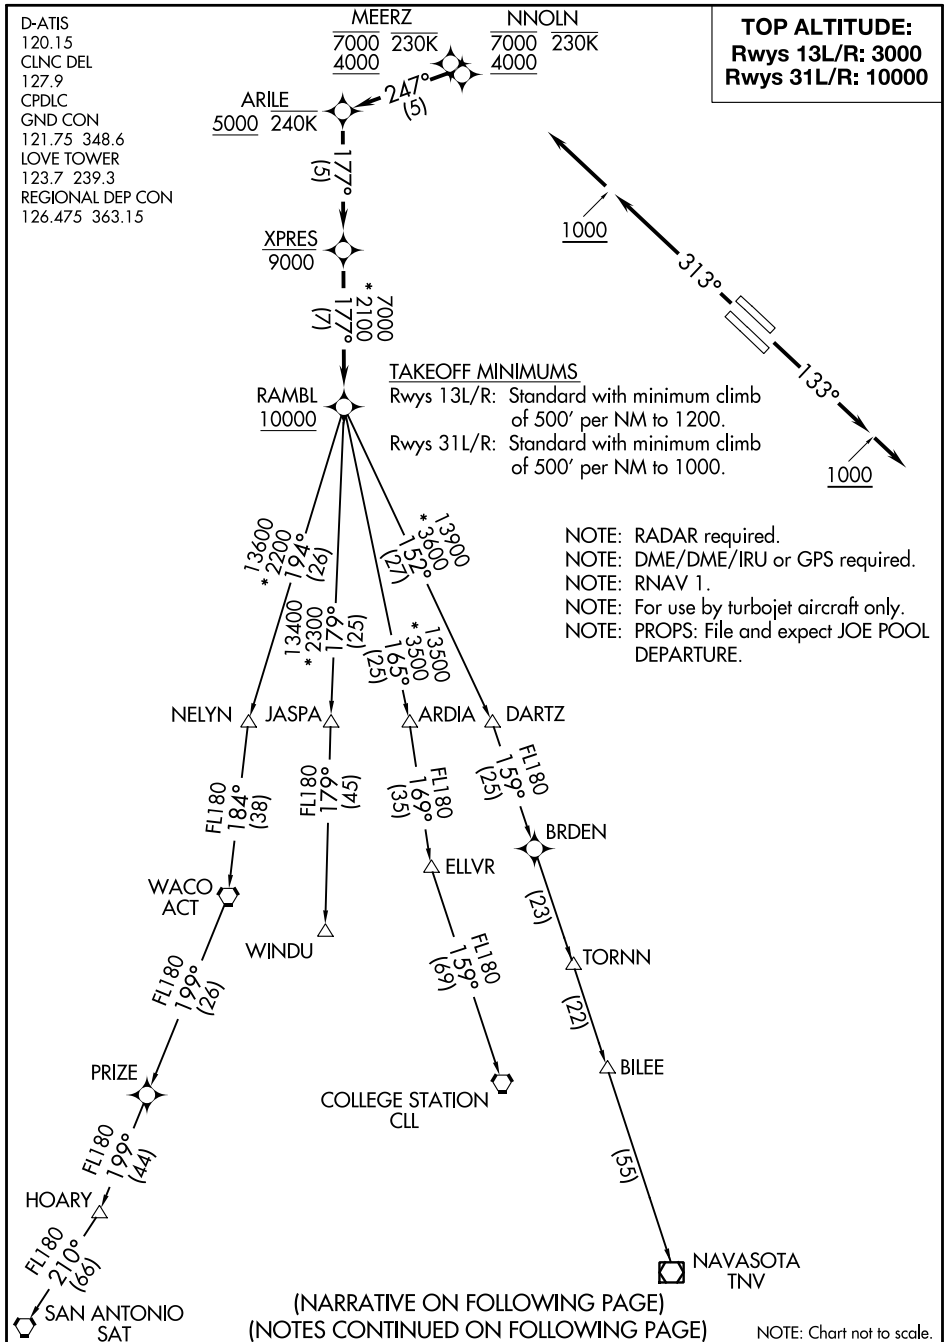 D-ATIS
120.15
CLNC DEL
127.9
CPDLC
GND CON
121.75 348.6
LOVE TOWER
123.7 239.3
REGIONAL DEP CON
126.475 363.15
MEERZ
7000 230K
4000
NNOLN
7000 230K
4000
TOP ALTITUDE:
Rwys 13L/R: 3000
Rwys 31L/R: 10000
247°
(5)
ARILE
5000 240K
177°
(5)
XPRES
9000
7000
* 2100
177°
(7)
RAMBL
10000
1000
313°
133°
1000
TAKEOFF MINIMUMS
Rwys 13L/R: Standard with minimum climb
of 500' per NM to 1200.
Rwys 31L/R: Standard with minimum climb
of 500' per NM to 1000.
NOTE: RADAR required.
NOTE: DME/DME/IRU or GPS required.
NOTE: RNAV 1.
NOTE: For use by turbojet aircraft only.
NOTE: PROPS: File and expect JOE POOL
DEPARTURE.
13600
* 2200
194°
(26)
13400
* 2300
179°
(25)
13500
* 3500
165°
(25)
13900
* 3600
152°
(27)
NELYN
JASPA
ARDIA
DARTZ
FL180
184°
(38)
FL180
179°
(45)
FL180
169°
(35)
FL180
159°
(25)
BRDEN
ELLVR
WACO
ACT
WINDU
(23)
TORNN
FL180
159°
(69)
FL180
199°
(26)
(22)
BILEE
PRIZE
COLLEGE STATION
CLL
FL180
199°
(44)
(55)
HOARY
FL180
210°
(66)
NAVASOTA
TNV
SAN ANTONIO
SAT
(NARRATIVE ON FOLLOWING PAGE)
(NOTES CONTINUED ON FOLLOWING PAGE)
NOTE: Chart not to scale.